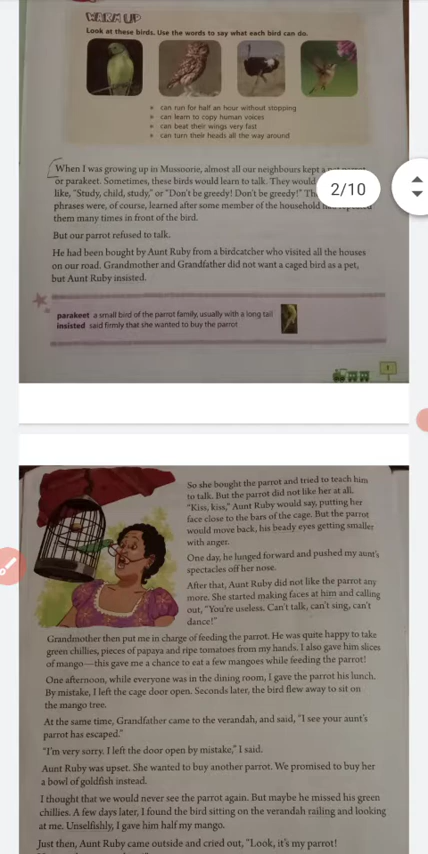 WARM UP
Look at these birds. Use the words to say what each bird can do.
can run for half an hour without stopping
can learn to copy human voices
can beat their wings very fast
can turn their heads all the way around
When I was growing up in Mussoorie, almost all our neighbours kept a pet parrot
or parakeet. Sometimes, these birds would learn to talk. They would
like, "Study, child, study," or "Don't be greedy! Don't be greedy!"
2/10
phrases were, of course, learned after some member of the household
them many times in front of the bird.
But our parrot refused to talk.
He had been bought by Aunt Ruby from a birdcatcher who visited all the houses
on our road. Grandmother and Grandfather did not want a caged bird as a pet,
but Aunt Ruby insisted.
parakeet a small bird of the parrot family, usually with a long tail
insisted said firmly that she wanted to buy the parrot
So she bought the parrot and tried to teach him
to talk. But the parrot did not like her at all.
"Kiss, kiss," Aunt Ruby would say, putting her
face close to the bars of the cage. But the parrot
would move back, his beady eyes getting smaller
with anger.
One day, he lunged forward and pushed my aunt's
spectacles off her nose.
After that, Aunt Ruby did not like the parrot any
more. She started making faces at him and calling
out, "You're useless. Can't talk, can't sing, can't
dance!"
Grandmother then put me in charge of feeding the parrot. He was quite happy to take
green chillies, pieces of papaya and ripe tomatoes from my hands. I also gave him slices
of mango—this gave me a chance to eat a few mangoes while feeding the parrot!
One afternoon, while everyone was in the dining room, I gave the parrot his lunch.
By mistake, I left the cage door open. Seconds later, the bird flew away to sit on
the mango tree.
At the same time, Grandfather came to the verandah, and said, "I see your aunt's
parrot has escaped."
"I'm very sorry. I left the door open by mistake," I said.
Aunt Ruby was upset. She wanted to buy another parrot. We promised to buy her
a bowl of goldfish instead.
I thought that we would never see the parrot again. But maybe he missed his green
chillies. A few days later, I found the bird sitting on the verandah railing and looking
at me. Unselfishly, I gave him half my mango.
Just then, Aunt Ruby came outside and cried out, "Look, it's my parrot!